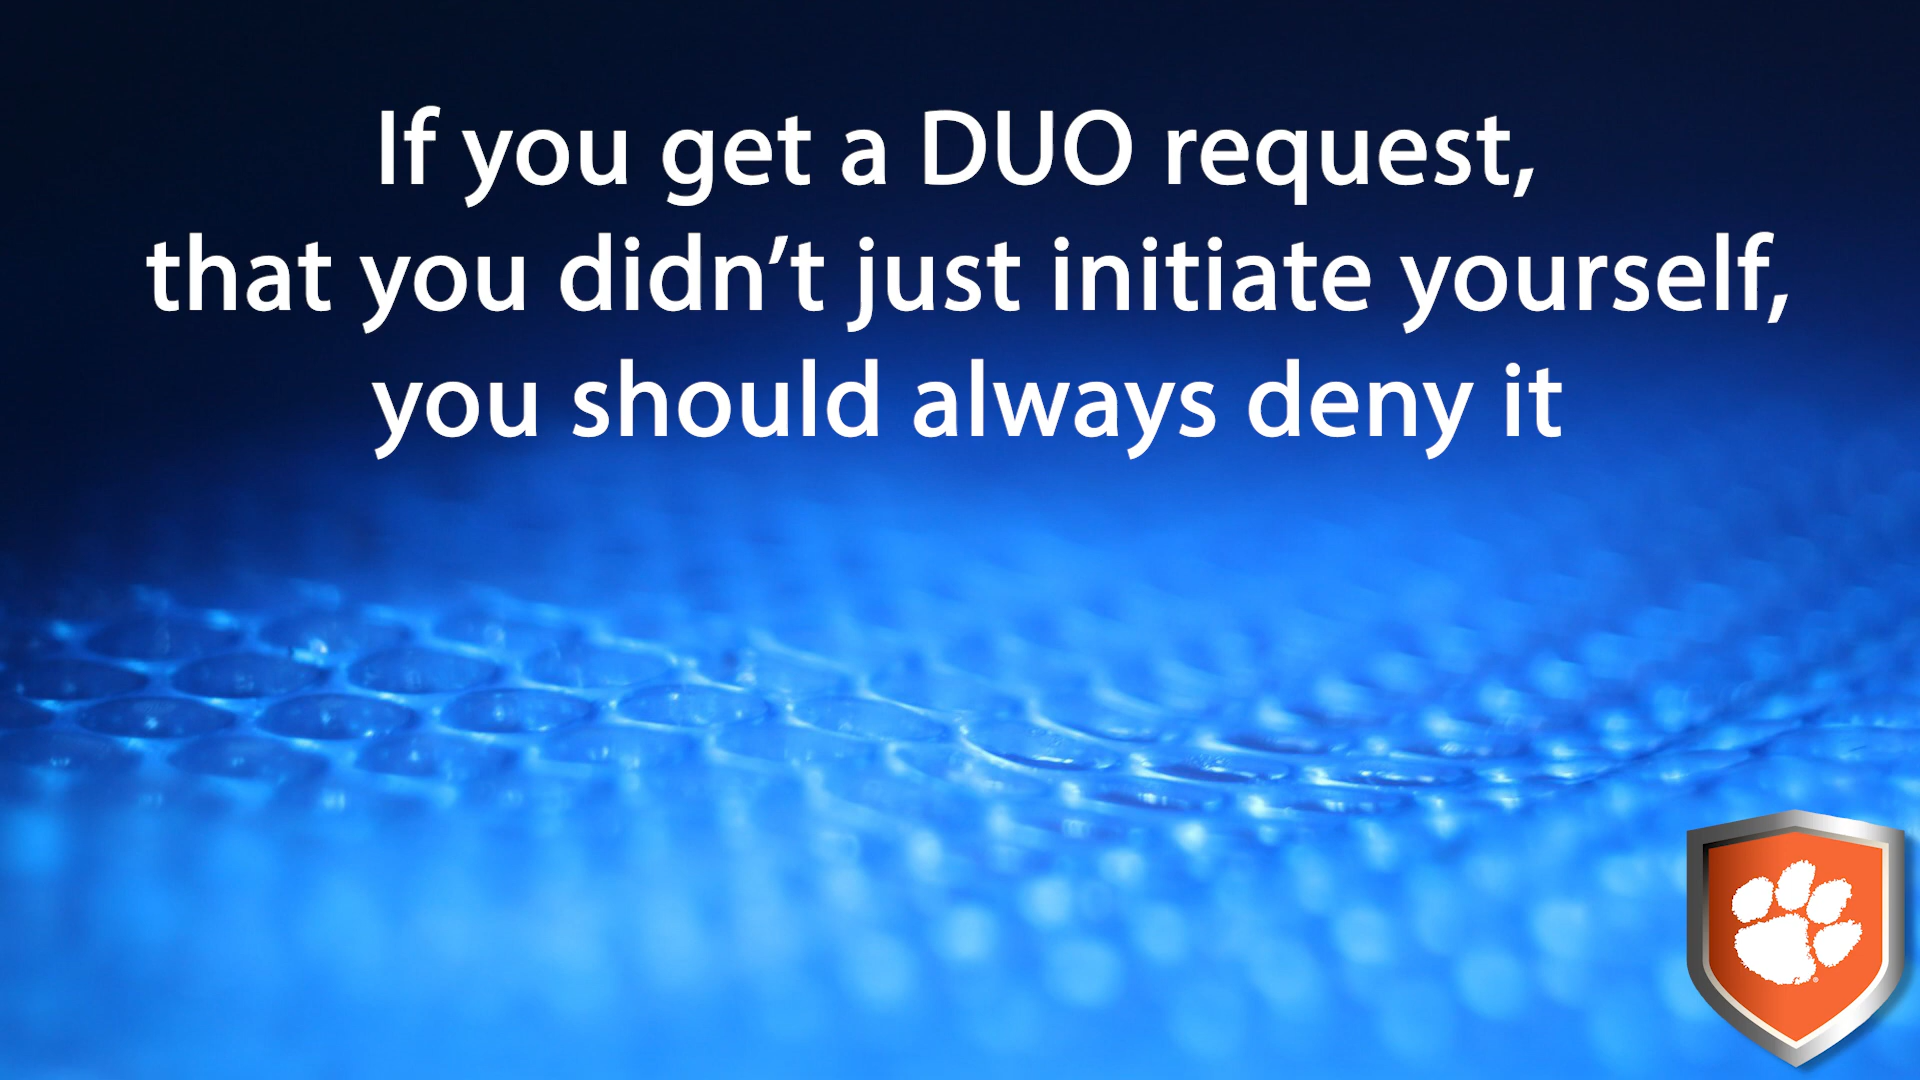 If you get a DUO request,
that you didn’t just initiate yourself,
you should always deny it